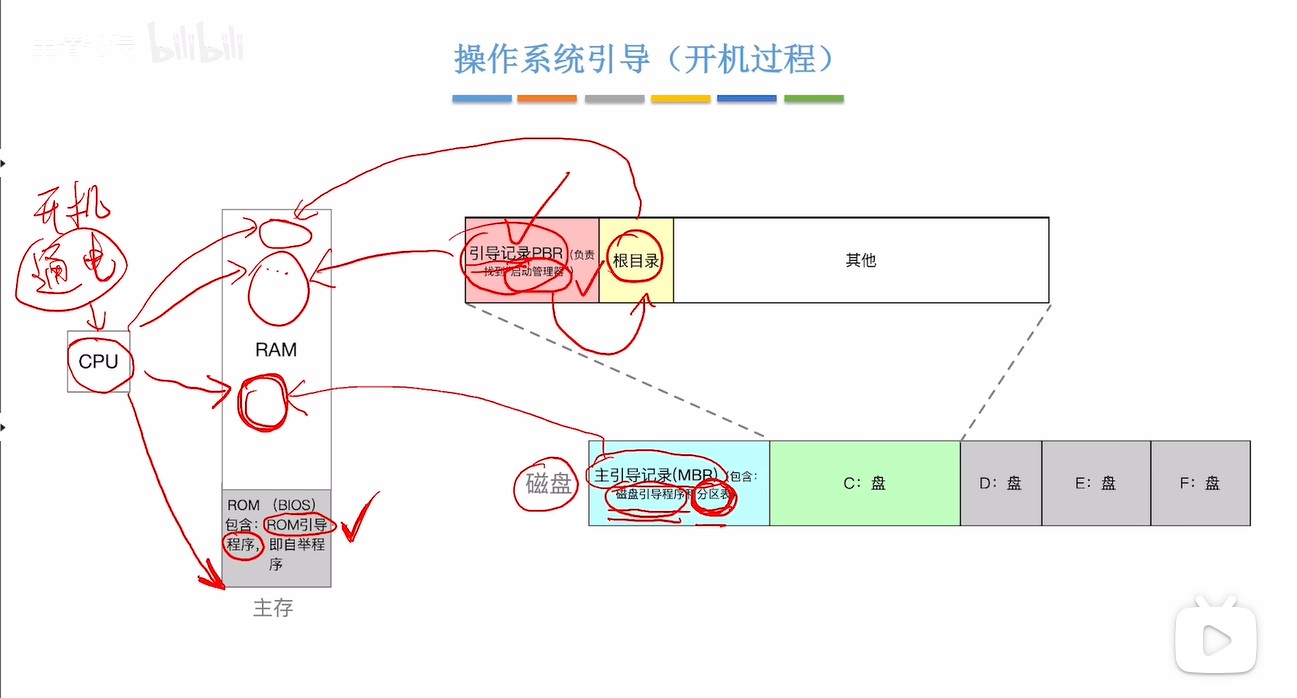 bilibili
操作系统引导（开机过程）
开机
通电
CPU
RAM
ROM （BIOS）
包含：ROM引导
程序，即自举程
序
主存
引导记录PBR（负责
找到“启动管理器”）
根目录
其他
磁盘
主引导记录(MBR)（包含：
磁盘引导程序和分区表）
C：盘
D：盘
E：盘
F：盘